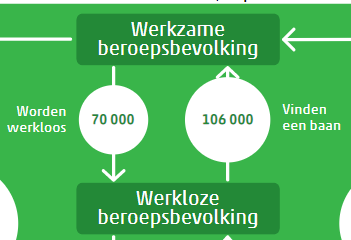 Werkzame
beroepsbevolking
Worden
werkloos
70 000
106 000
Vinden
een baan
Werkloze
beroepsbevolking